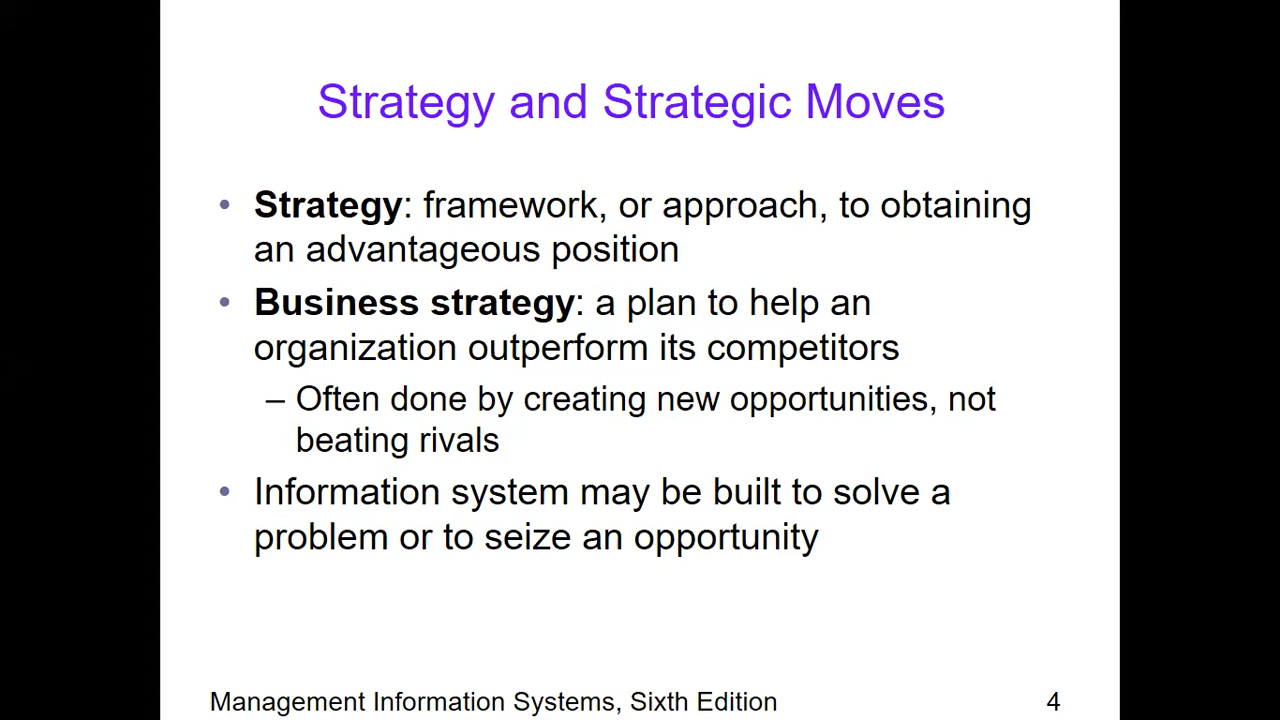 Strategy and Strategic Moves
• Strategy: framework, or approach, to obtaining
an advantageous position
• Business strategy: a plan to help an
organization outperform its competitors
– Often done by creating new opportunities, not
beating rivals
• Information system may be built to solve a
problem or to seize an opportunity
Management Information Systems, Sixth Edition 4